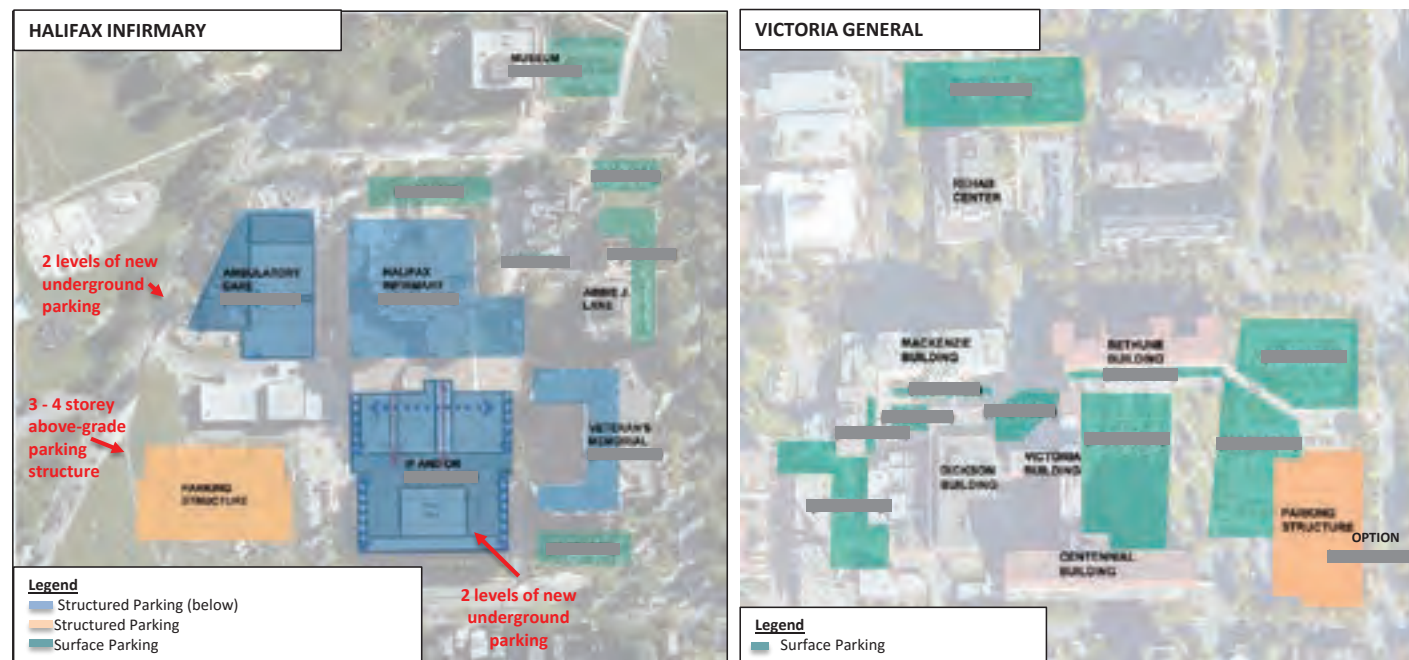 HALIFAX INFIRMARY
MUSEUM
2 levels of new
underground
parking
AMBULATORY
CARE
HALIFAX
INFIRMARY
ABBIE J.
LANE
3 - 4 storey
above-grade
parking
structure
PARKING
STRUCTURE
IP AND/OR
VETERAN'S
MEMORIAL
2 levels of new
underground
parking
Legend
Structured Parking (below)
Structured Parking
Surface Parking
VICTORIA GENERAL
REHAB
CENTER
MACKENZIE
BUILDING
BETHUNE
BUILDING
DICKSON
BUILDING
VICTORIA
BUILDING
PARKING
STRUCTURE
OPTION
CENTENNIAL
BUILDING
Legend
Surface Parking